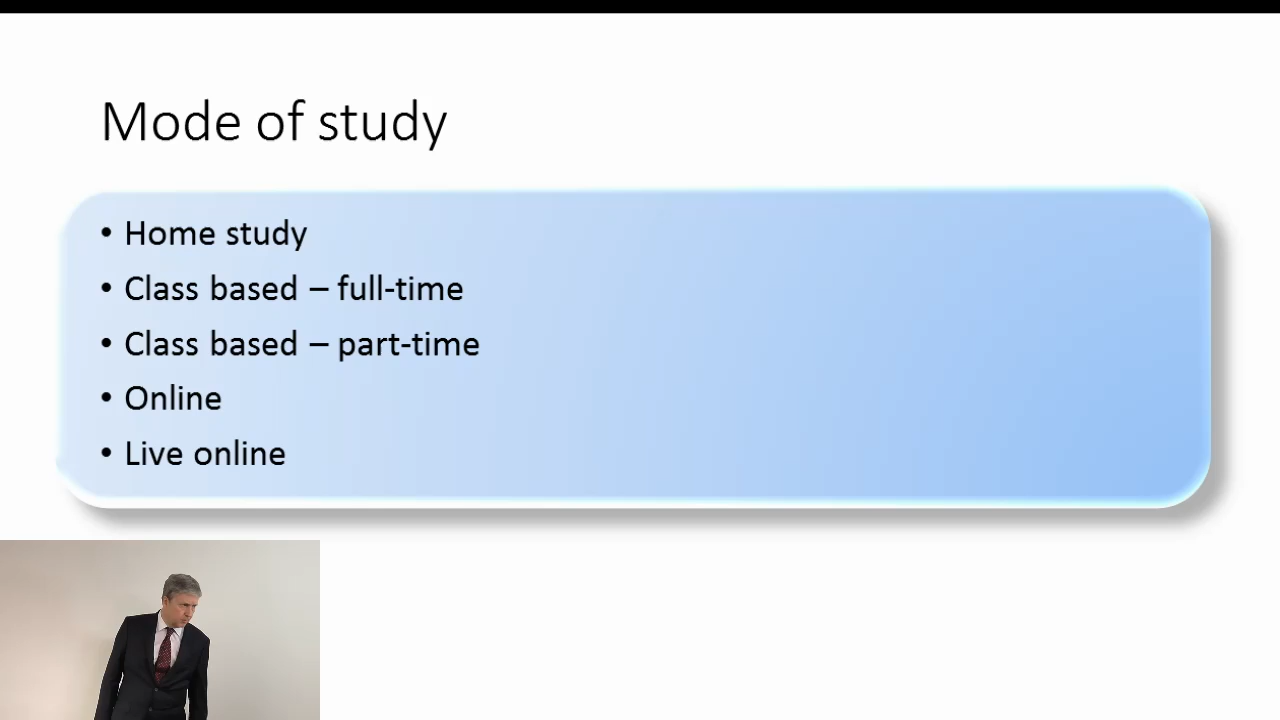 Mode of study
• Home study
• Class based – full-time
• Class based – part-time
• Online
• Live online